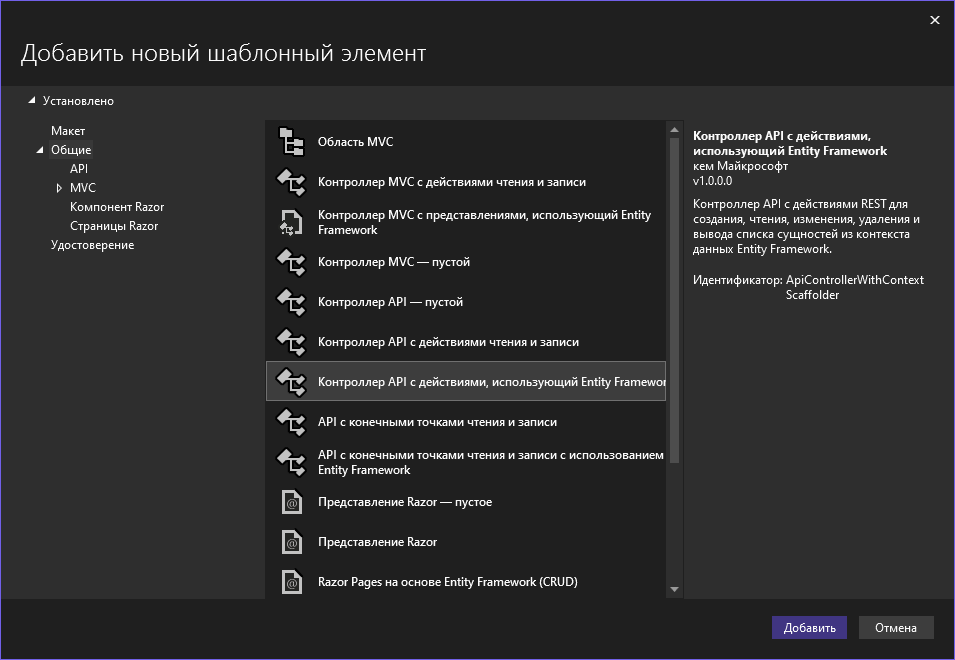 Добавить новый шаблонный элемент
Установлено
Макет
Общие
API
MVC
Компонент Razor
Страницы Razor
Удостоверение
Область MVC
Контроллер MVC с действиями чтения и записи
Контроллер MVC с представлениями, использующий Entity
Framework
Контроллер MVC — пустой
Контроллер API — пустой
Контроллер API с действиями чтения и записи
Контроллер API с действиями, использующий Entity Framewor
API с конечными точками чтения и записи
API с конечными точками чтения и записи с использованием
Entity Framework
Представление Razor — пустое
Представление Razor
Razor Pages на основе Entity Framework (CRUD)
Контроллер API с действиями,
использующий Entity Framework
кем Майкрософт
v1.0.0.0
Контроллер API с действиями REST для
создания, чтения, изменения, удаления и
вывода списка сущностей из контекста
данных Entity Framework.
Идентификатор: ApiControllerWithContext
Scaffolder
Добавить
Отмена